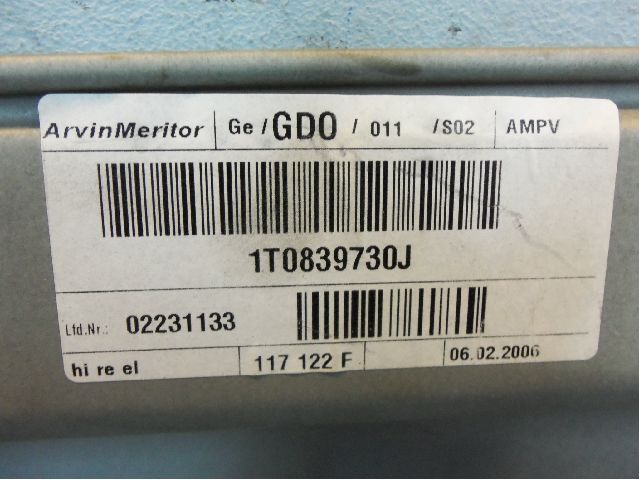 ArvinMeritor Ge / GDO / 011 / S02 AMPV
1T0839730J
Lfd.Nr.: 02231133
hi re el 117 122 F 06.02.2006